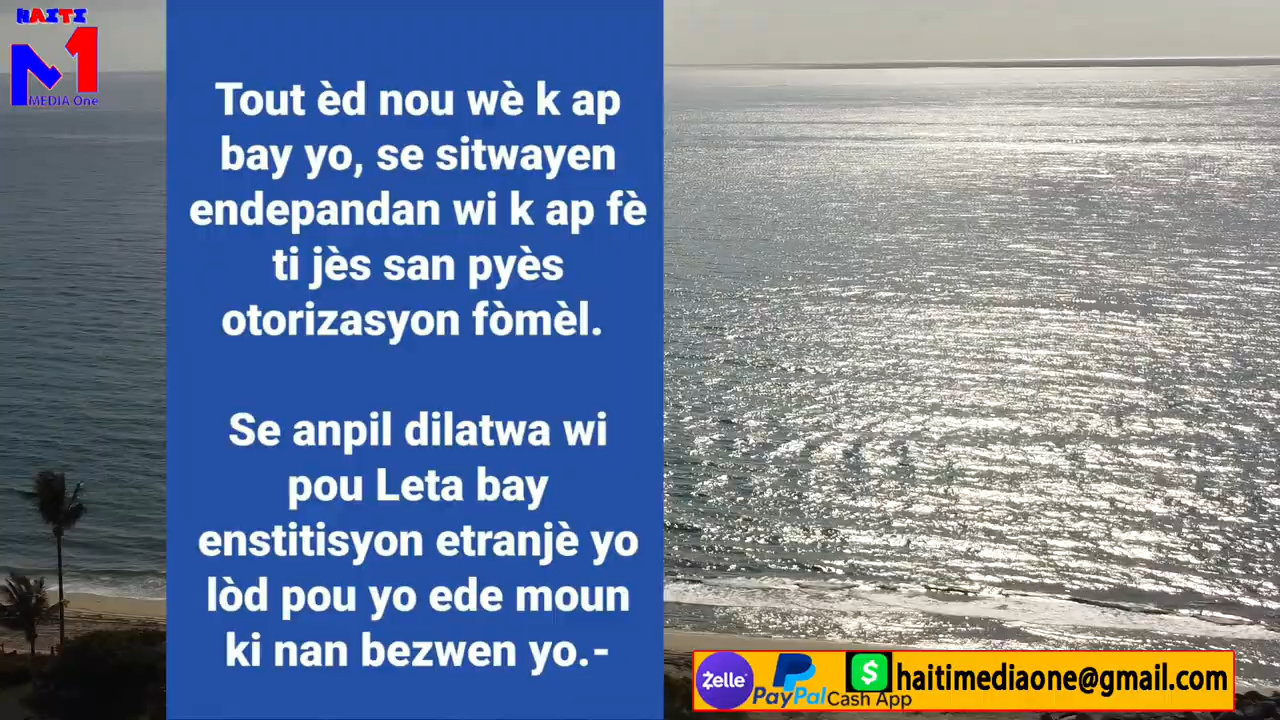 HAITI
M1
MEDIA One
Tout èd nou wè k ap
bay yo, se sitwayen
endepandan wi k ap fè
ti jès san pyès
otorizasyon fòmèl.
Se anpil dilatwa wi
pou Leta bay
enstitisyon etranjè yo
lòd pou yo ede moun
ki nan bezwen yo.-
Zelle PayPal $ Cash App haitimediaone@gmail.com